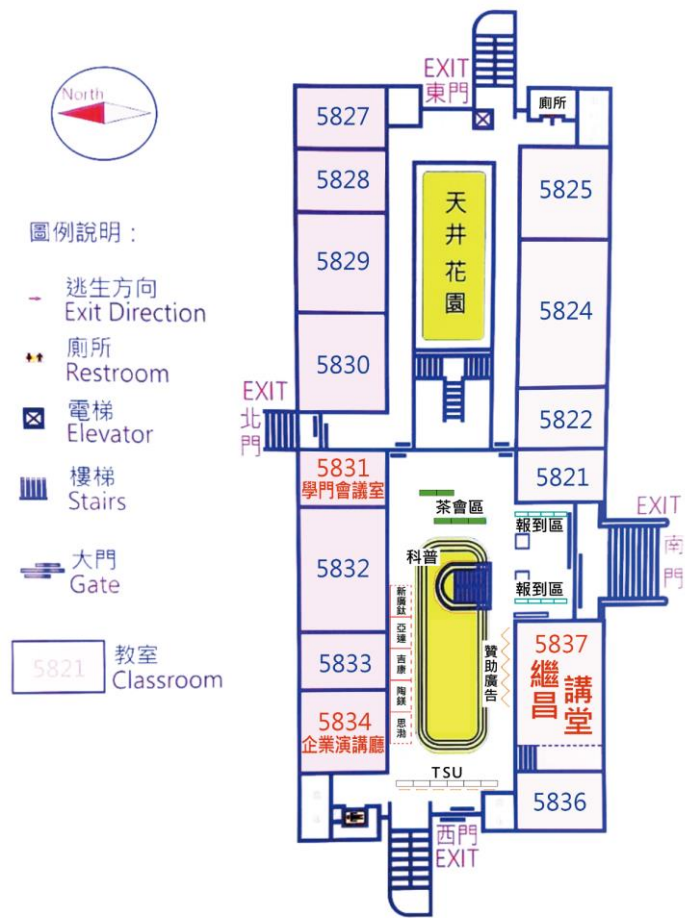 North
圖例說明：
逃生方向
Exit Direction
廁所
Restroom
電梯
Elevator
樓梯
Stairs
大門
Gate
5821
教室
Classroom
EXIT
東門
廁所
5827
5828
5829
5830
天井花園
5825
5824
5822
5821
EXIT
北門
5831
學門會議室
茶會區
報到區
EXIT
南門
科普
報到區
5832
新廣鈦
亞達
吉康
陶鎂
思渤
贊助廣告
5833
5834
企業演講廳
5837
繼昌
講堂
TSU
5836
西門
EXIT